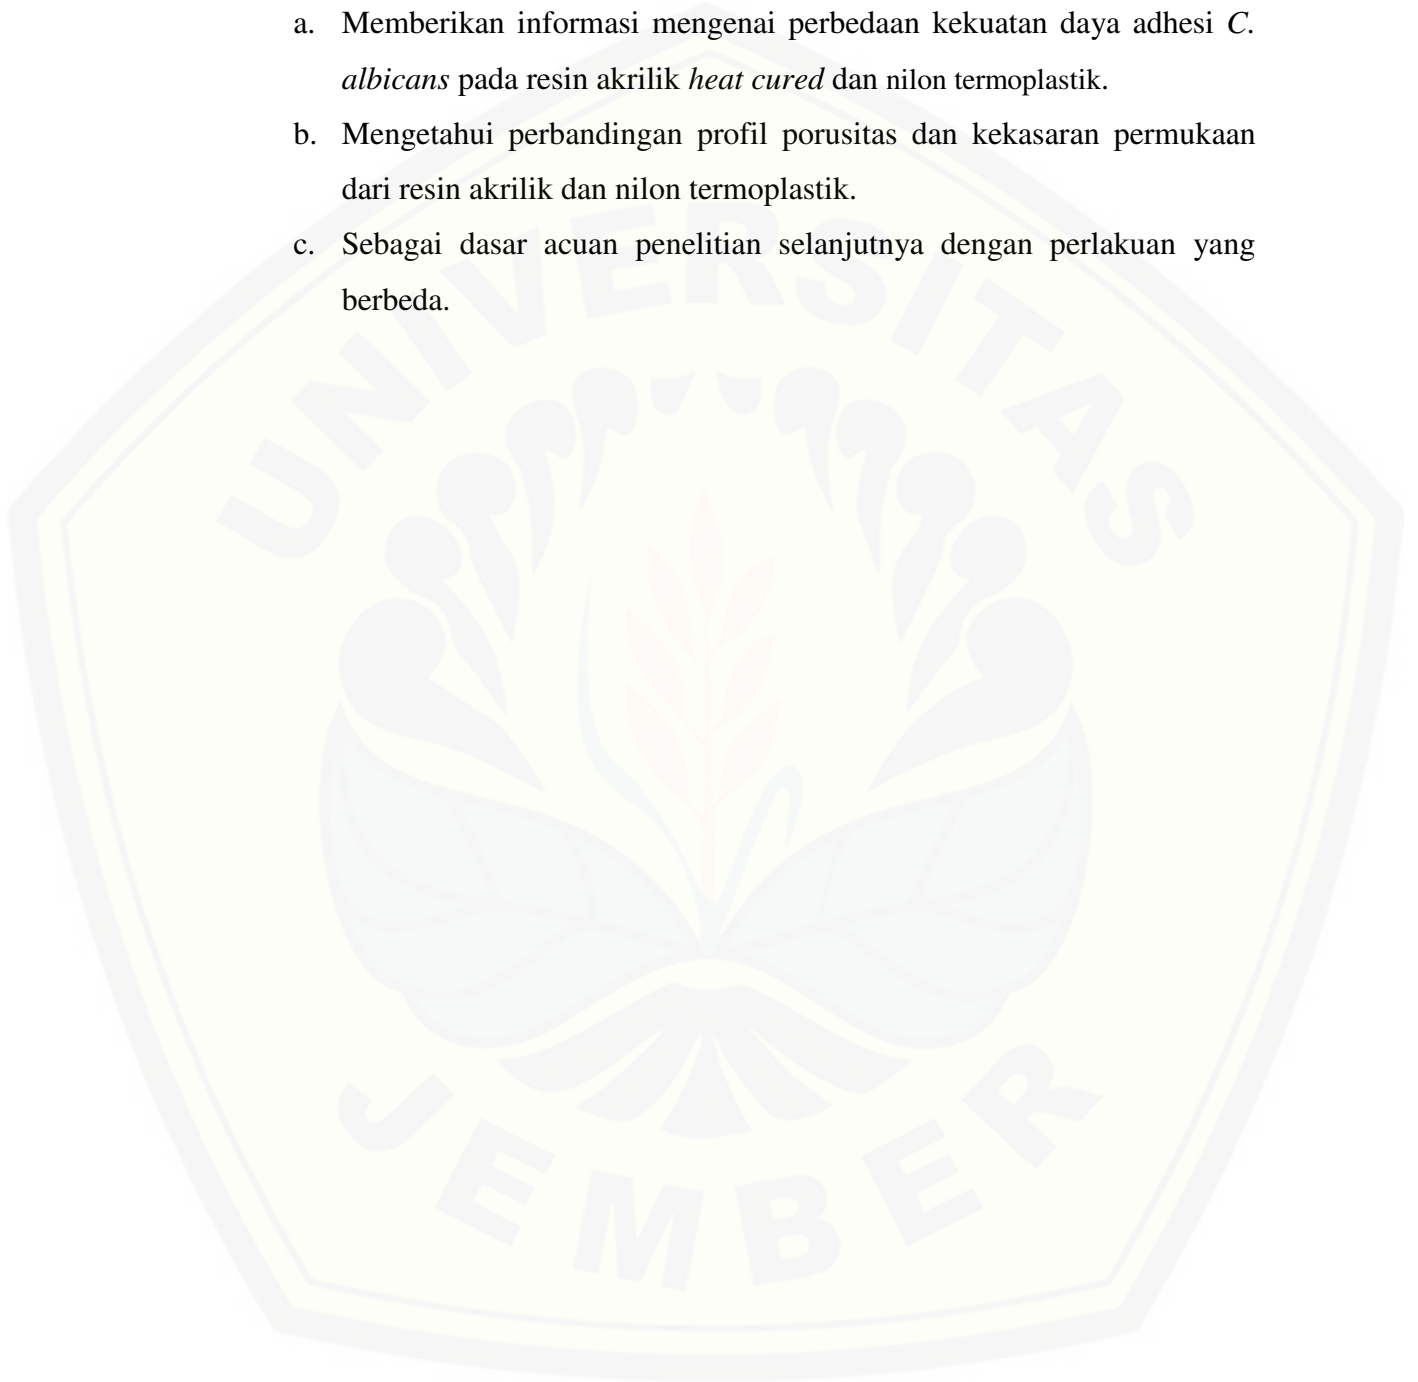 a. Memberikan informasi mengenai perbedaan kekuatan daya adhesi C.
albicans pada resin akrilik heat cured dan nilon termoplastik.
b. Mengetahui perbandingan profil porusitas dan kekasaran permukaan
dari resin akrilik dan nilon termoplastik.
c. Sebagai dasar acuan penelitian selanjutnya dengan perlakuan yang
berbeda.
UNIVERSITAS
JEMBER